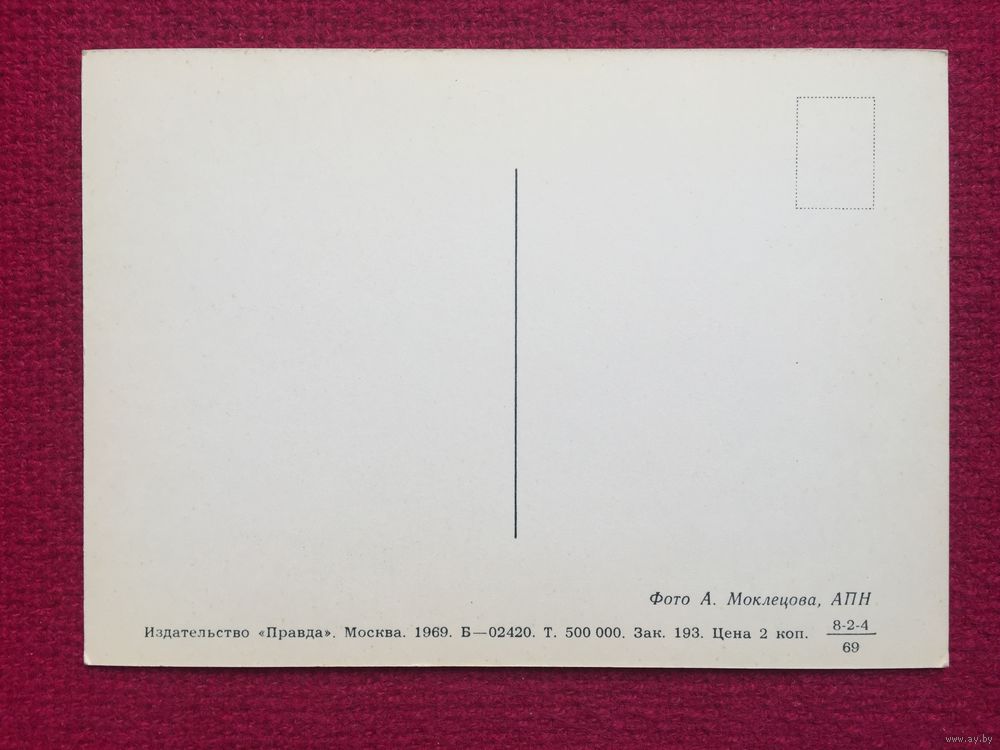 Фото А. Моклецова, АПН
Издательство «Правда». Москва. 1969. Б—02420. Т. 500 000. Зак. 193. Цена 2 коп. 8-2-4
69
www.ay.by